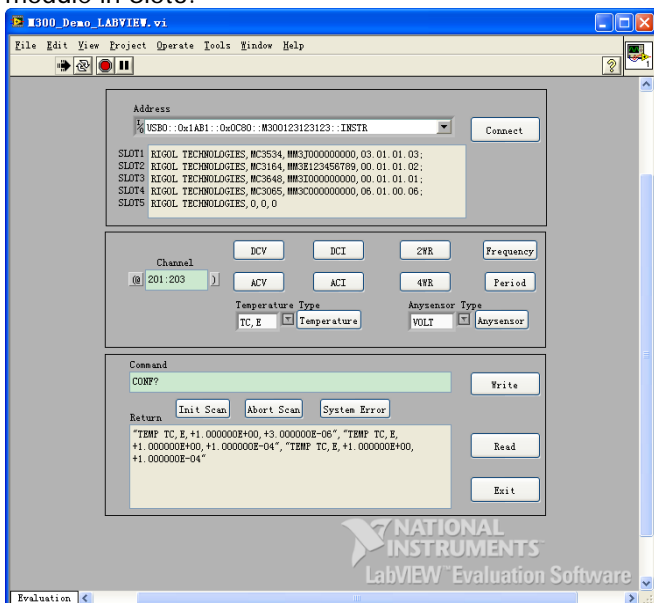 module in slots.
M300_Demo_LABVIEW.vi
File Edit View Project Operate Tools Window Help
Address
USB0::0x1AB1::0x0C80::M300123123123::INSTR
Connect
SLOT1 RIGOL TECHNOLOGIES,MC3534,MM3J000000000,03.01.01.03;
SLOT2 RIGOL TECHNOLOGIES,MC3164,MM3E123456789,00.01.01.02;
SLOT3 RIGOL TECHNOLOGIES,MC3648,MM3I000000000,00.01.01.01;
SLOT4 RIGOL TECHNOLOGIES,MC3065,MM3C000000000,06.01.00.06;
SLOT5 RIGOL TECHNOLOGIES,0,0,0
DCV DCI 2WR Frequency
Channel
(@ 201:203 ) ACV ACI 4WR Period
Temperature Type Anysensor Type
TC,E Temperature VOLT Anysensor
Command
CONF?
Write
Init Scan Abort Scan System Error
Return
"TEMP TC,E,+1.000000E+00,+3.000000E-06","TEMP TC,E,
+1.000000E+00,+1.000000E-04","TEMP TC,E,+1.000000E+00,
+1.000000E-04"
Read
Exit
NATIONAL
INSTRUMENTS
LabVIEW™ Evaluation Software
Evaluation